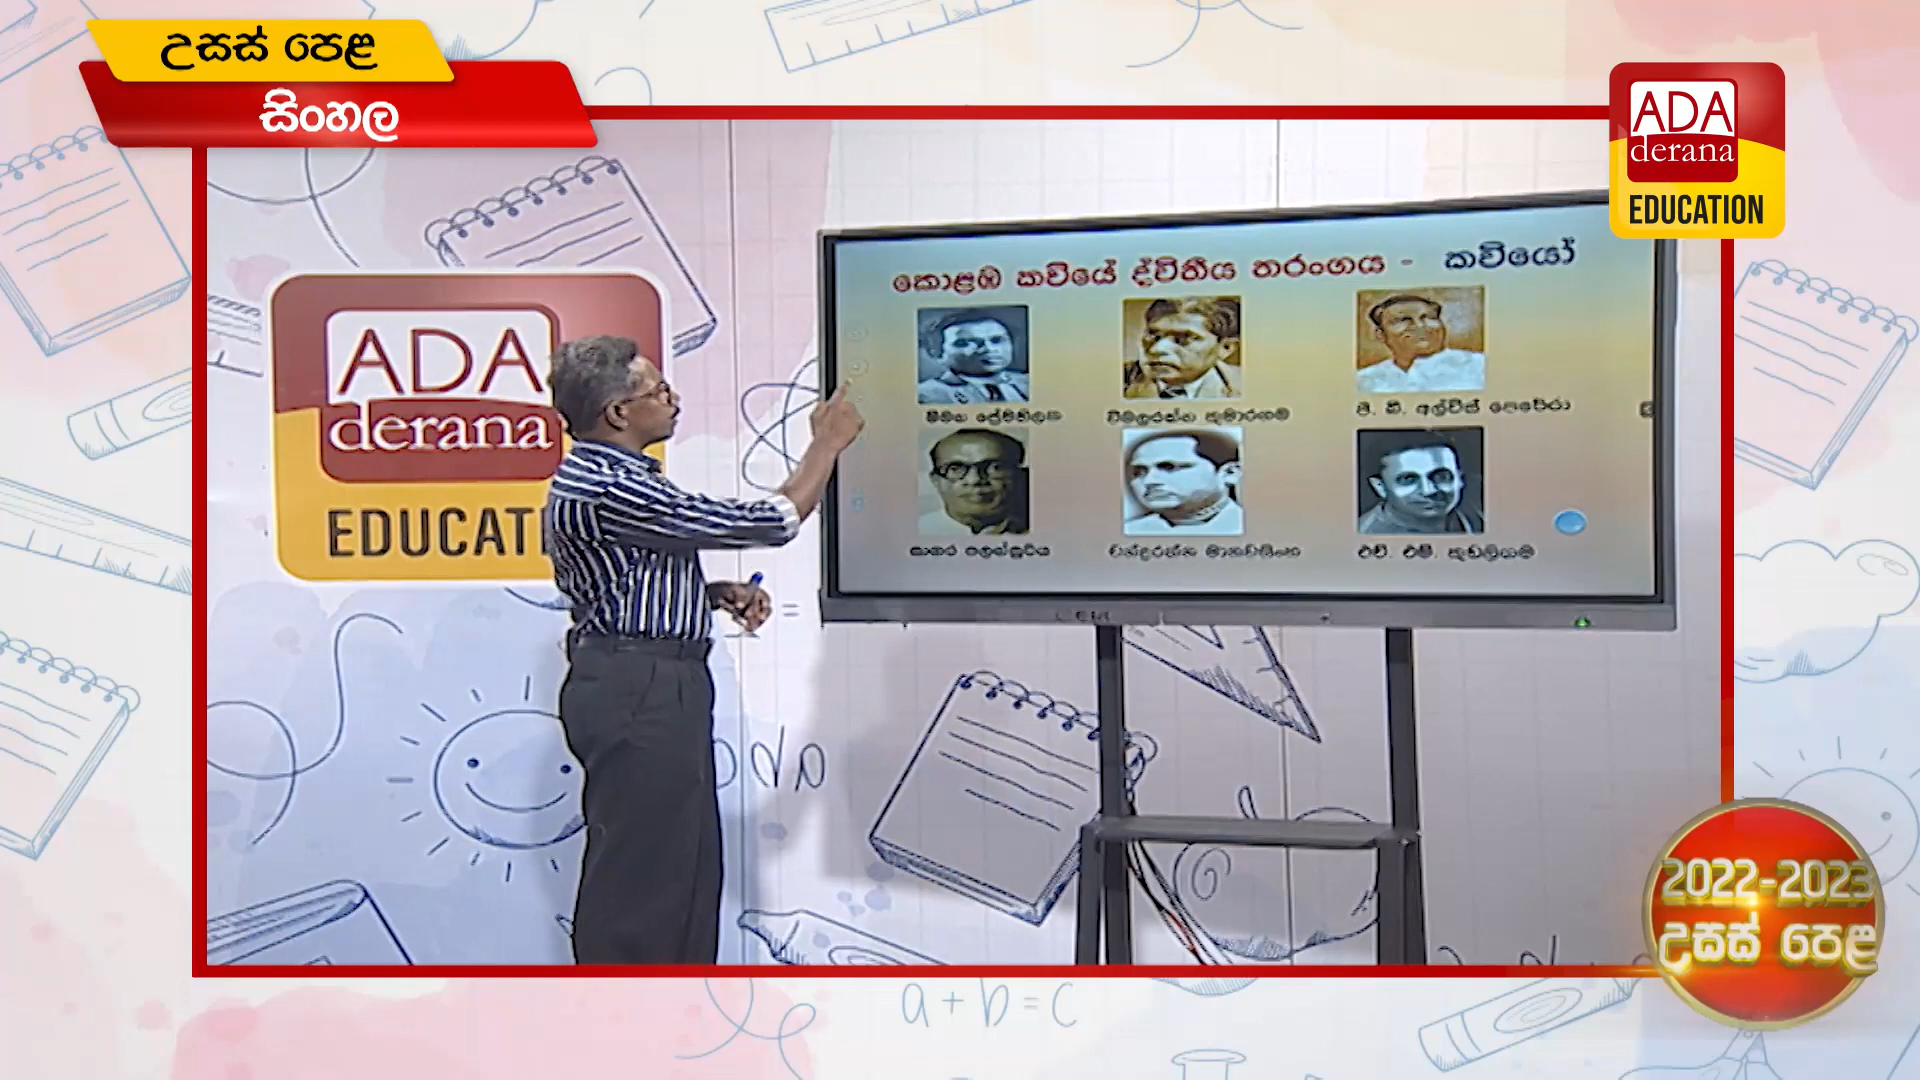 උසස් පෙළ
සිංහල
ADA
derana
EDUCATION
ADA
derana
EDUCATI
කොළඹ කවියේ ද්විතීය තරංගය - කවියෝ
මීමන ප්‍රේමතිලක
විමලරත්න කුමාරගම
පී. බී. අල්විස් පෙරේරා
සාගර පලන්සූරිය
චන්ද්‍රරත්න මානවසිංහ
එච්. එම්. කුඩලිගම
2022-2023
උසස් පෙළ
a + b = c